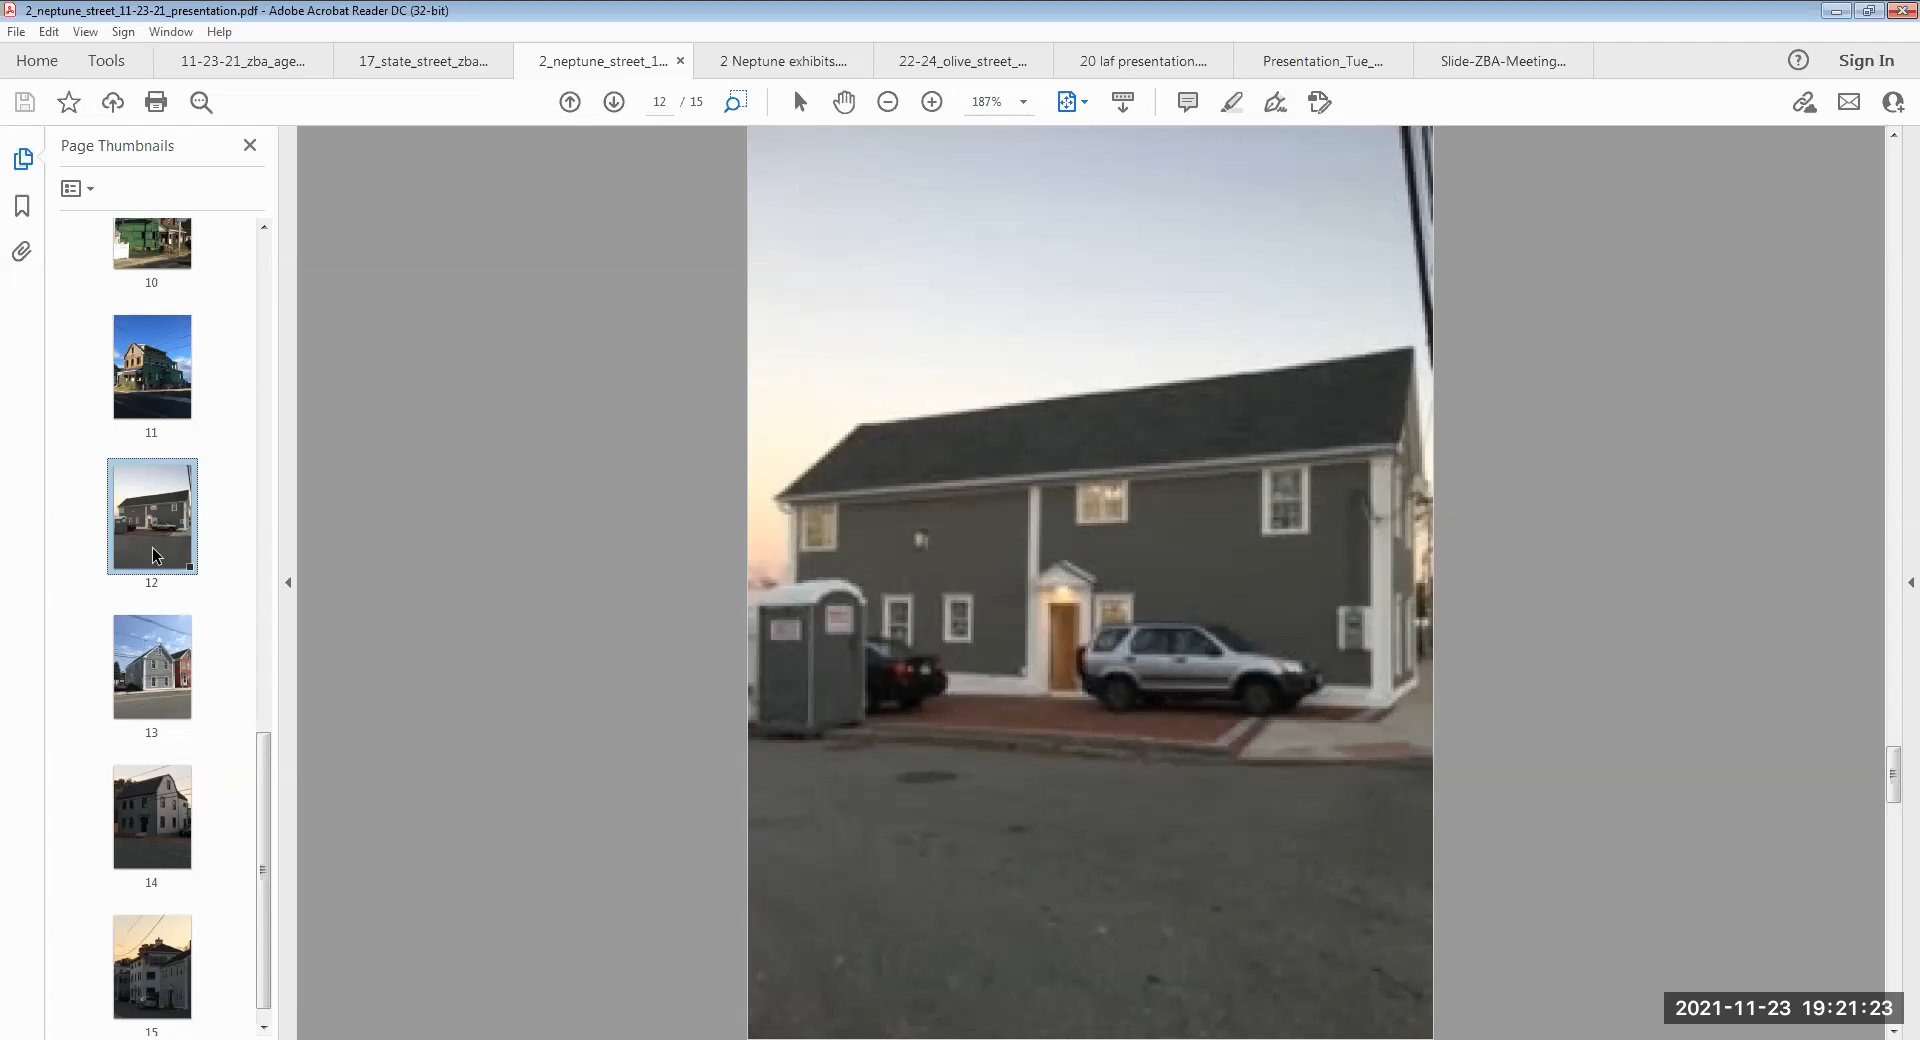 2_neptune_street_11-23-21_presentation.pdf - Adobe Acrobat Reader DC (32-bit)
File Edit View Sign Window Help
Home Tools 11-23-21_zba_age... 17_state_street_zba... 2_neptune_street_1... 2 Neptune exhibits.... 22-24_olive_street_... 20 laf presentation.... Presentation_Tue_... Slide-ZBA-Meeting... Sign In
12 / 15 187%
Page Thumbnails
10
11
12
13
14
15
2021-11-23 19:21:23